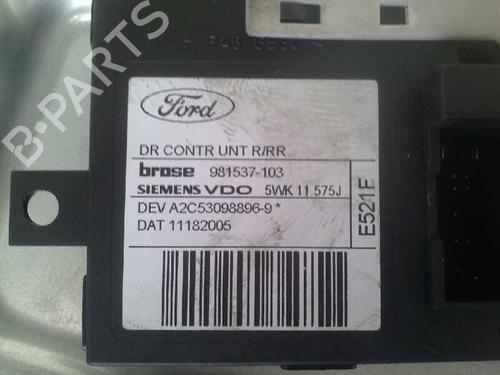 Ford
DR CONTR UNT R/RR
brose 981537-103
SIEMENS VDO 5WK 11 575J
DEV A2C53098896-9 *
DAT 11182005
E521E
B-PARTS